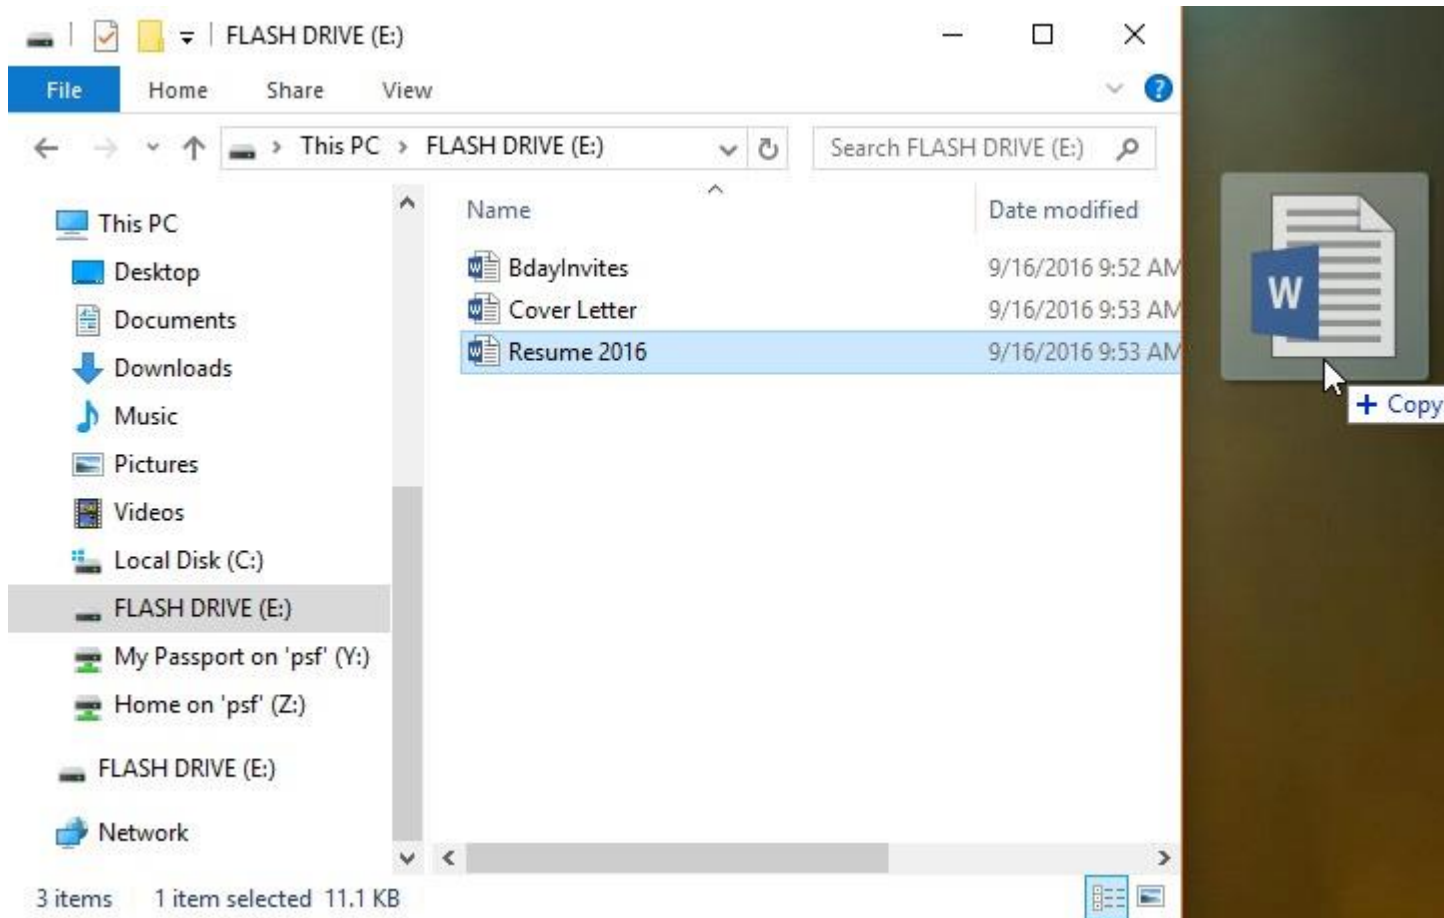 FLASH DRIVE (E:)
File Home Share View
This PC › FLASH DRIVE (E:) Search FLASH DRIVE (E:)
This PC
Desktop
Documents
Downloads
Music
Pictures
Videos
Local Disk (C:)
FLASH DRIVE (E:)
My Passport on 'psf' (Y:)
Home on 'psf' (Z:)
FLASH DRIVE (E:)
Network
Name Date modified
BdayInvites 9/16/2016 9:52 AM
Cover Letter 9/16/2016 9:53 AM
Resume 2016 9/16/2016 9:53 AM
W
+ Copy
3 items 1 item selected 11.1 KB